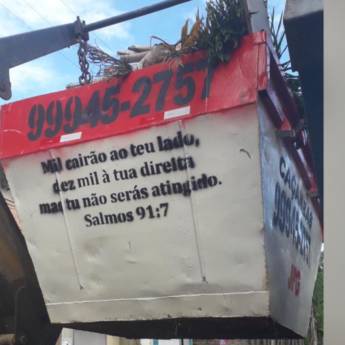 99945-2757
Mil cairão ao teu lado,
dez mil à tua direita
mas tu não serás atingido.
Salmos 91:7